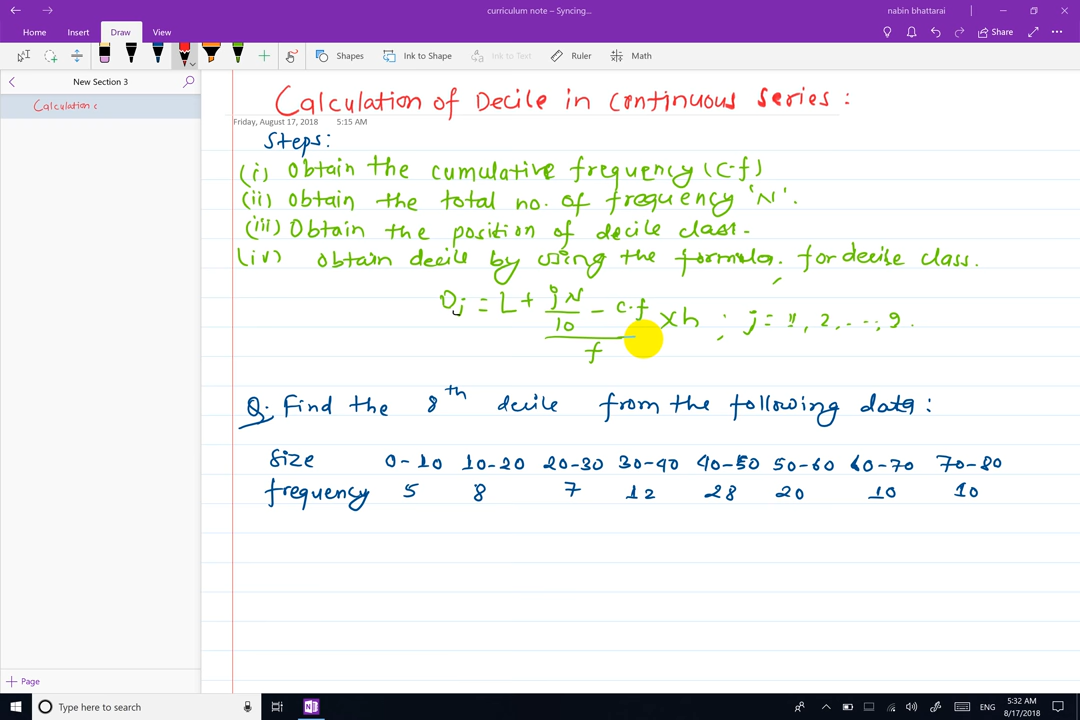 curriculum note - Syncing...
nabin bhattarai
Home Insert Draw View
Share
Shapes Ink to Shape Ink to Text Ruler Math
New Section 3
Calculation c
Calculation of Decile in Continuous Series :
Friday, August 17, 2018 5:15 AM
Steps:
(i) Obtain the cumulative frequency (C.f)
(ii) Obtain the total no. of frequency 'N'.
(iii) Obtain the position of decile class.
(iv) obtain decile by using the formula. for decile class.
Dj = L + jN/10 - c.f / f × h ; j = 1, 2, ..., 9.
Q. Find the 8th decile from the following data :
Size 0-10 10-20 20-30 30-40 40-50 50-60 60-70 70-80
frequency 5 8 7 12 28 20 10 10
+ Page
Type here to search
ENG
5:32 AM
8/17/2018